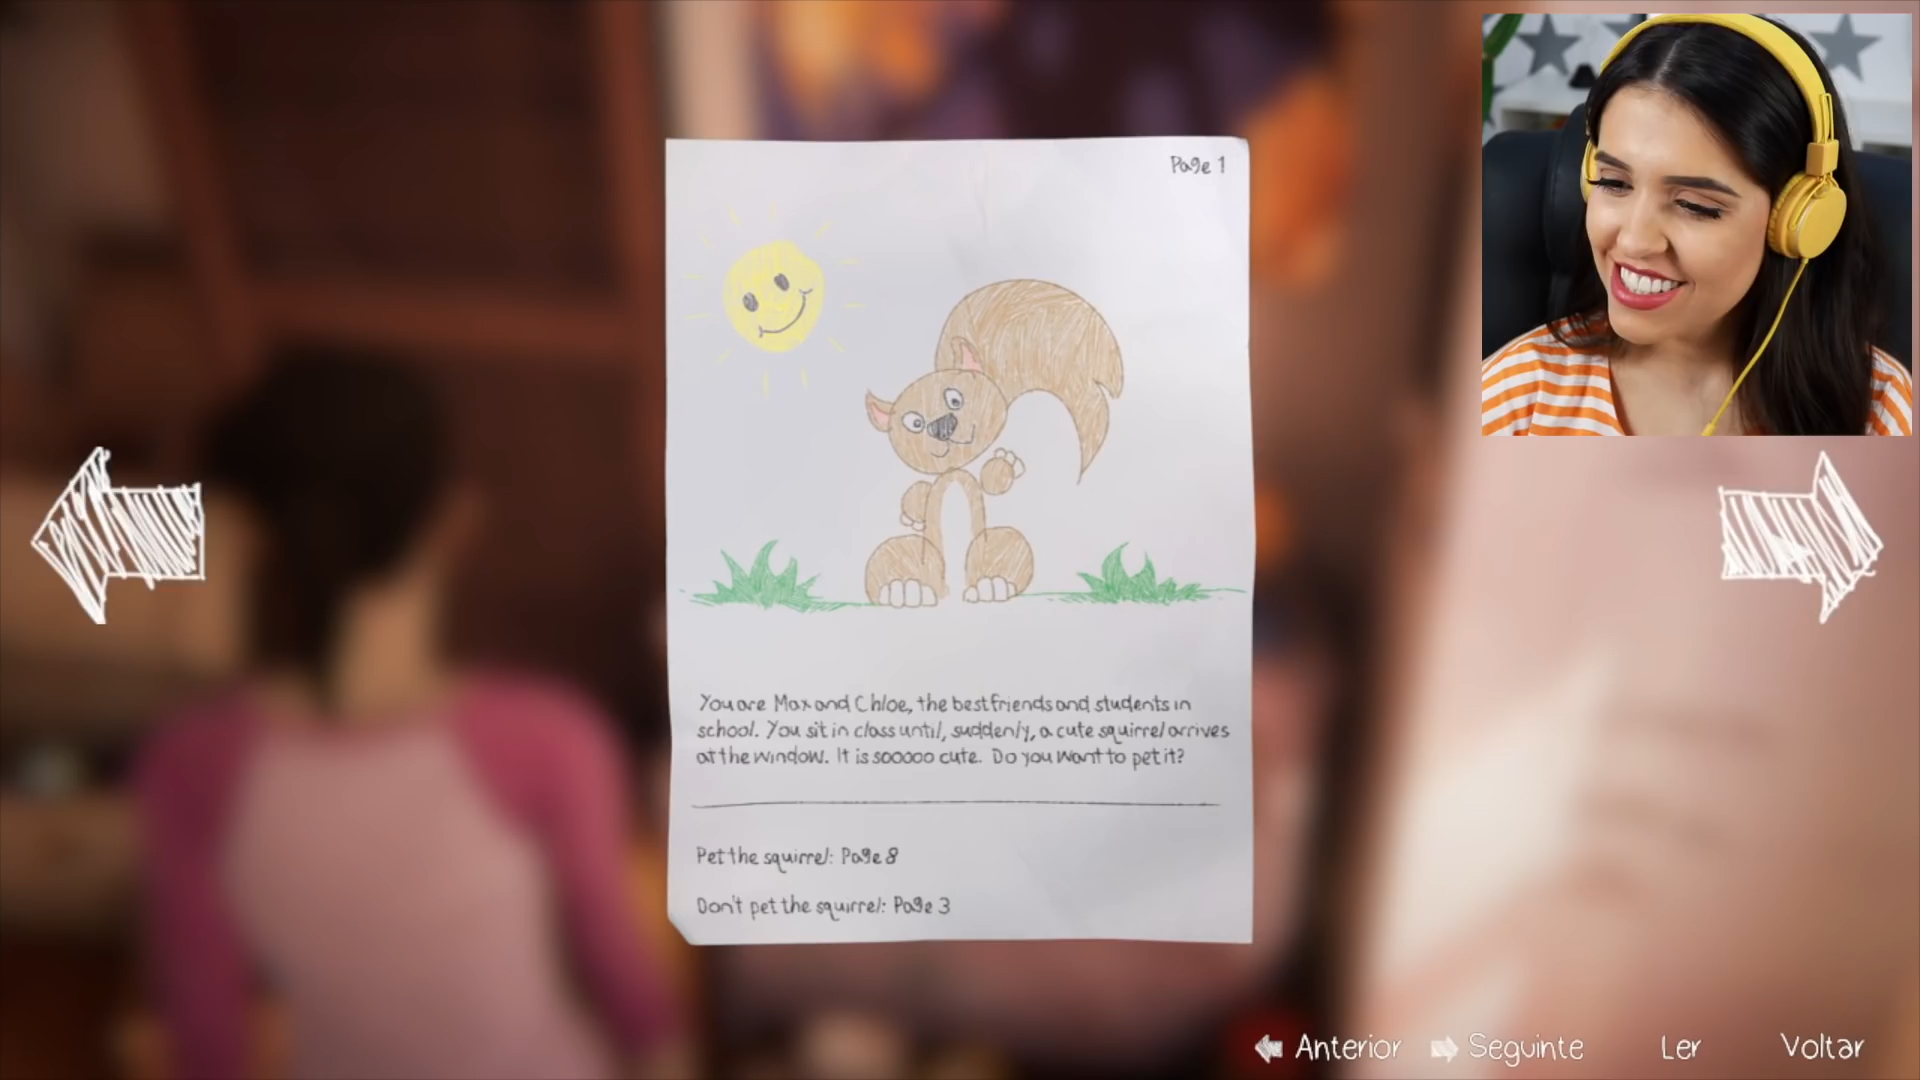 Page 1
You are Max and Chloe, the best friends and students in
school. You sit in class until, suddenly, a cute squirrel arrives
at the window. It is sooooo cute. Do you want to pet it?
Pet the squirrel: Page 8
Don't pet the squirrel: Page 3
Anterior
Seguinte
Ler
Voltar